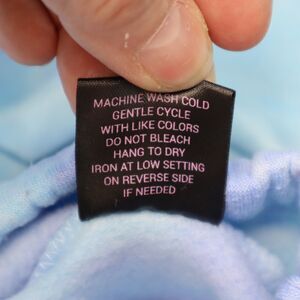 MACHINE WASH COLD
GENTLE CYCLE
WITH LIKE COLORS
DO NOT BLEACH
HANG TO DRY
IRON AT LOW SETTING
ON REVERSE SIDE
IF NEEDED